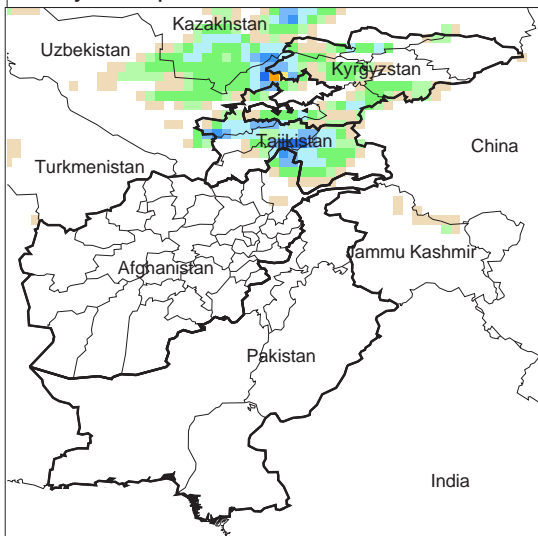 Kazakhstan
Uzbekistan
Kyrgyzstan
Tajikistan
China
Turkmenistan
Jammu Kashmir
Afghanistan
Pakistan
India